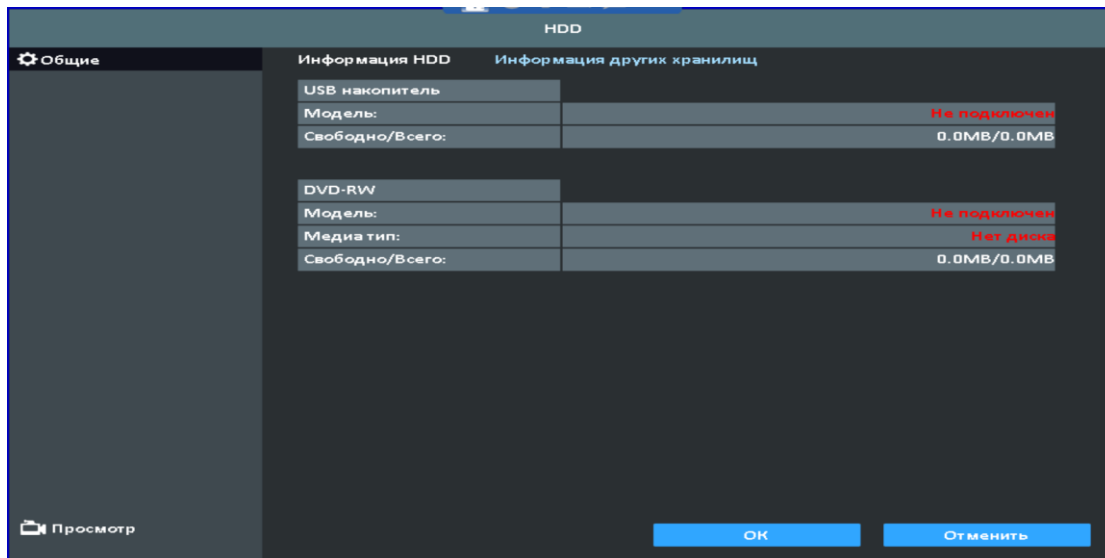 HDD
Общие
Информация HDD Информация других хранилищ
USB накопитель
Модель: Не подключен
Свободно/Всего: 0.0MB/0.0MB
DVD-RW
Модель: Не подключен
Медиа тип: Нет диска
Свободно/Всего: 0.0MB/0.0MB
Просмотр
ОК Отменить